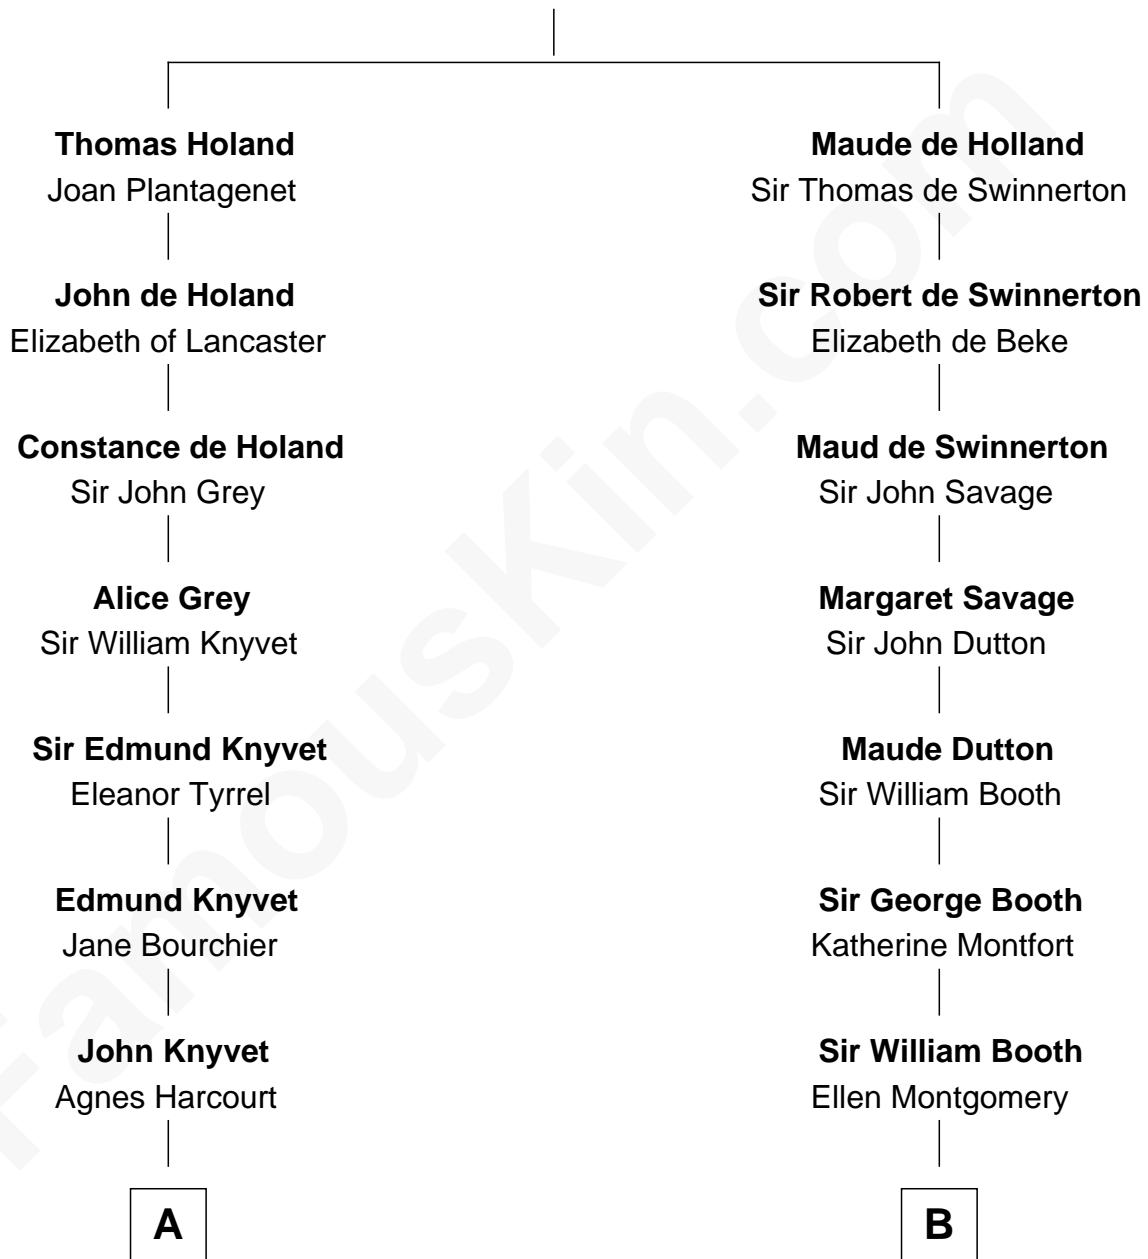 Thomas Holand
Joan Plantagenet
Maude de Holland
Sir Thomas de Swinnerton
John de Holand
Elizabeth of Lancaster
Sir Robert de Swinnerton
Elizabeth de Beke
Constance de Holand
Sir John Grey
Maud de Swinnerton
Sir John Savage
Alice Grey
Sir William Knyvet
Margaret Savage
Sir John Dutton
Sir Edmund Knyvet
Eleanor Tyrrel
Maude Dutton
Sir William Booth
Edmund Knyvet
Jane Bourchier
Sir George Booth
Katherine Montfort
John Knyvet
Agnes Harcourt
Sir William Booth
Ellen Montgomery
A
B
FamousKin.com